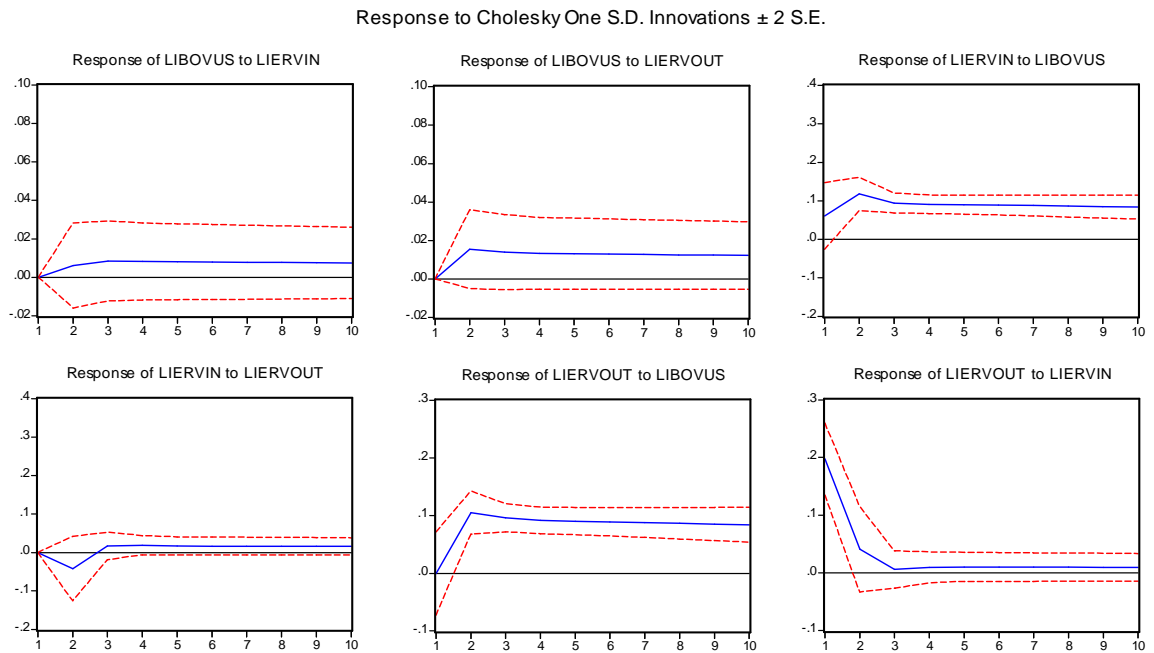 Response to Cholesky One S.D. Innovations ± 2 S.E.
Response of LIBOVUS to LIERVIN
.10
.08
.06
.04
.02
.00
-.02
1 2 3 4 5 6 7 8 9 10
Response of LIBOVUS to LIERVOUT
.10
.08
.06
.04
.02
.00
-.02
1 2 3 4 5 6 7 8 9 10
Response of LIERVIN to LIBOVUS
.4
.3
.2
.1
.0
-.1
-.2
1 2 3 4 5 6 7 8 9 10
Response of LIERVIN to LIERVOUT
.4
.3
.2
.1
.0
-.1
-.2
1 2 3 4 5 6 7 8 9 10
Response of LIERVOUT to LIBOVUS
.3
.2
.1
.0
-.1
1 2 3 4 5 6 7 8 9 10
Response of LIERVOUT to LIERVIN
.3
.2
.1
.0
-.1
1 2 3 4 5 6 7 8 9 10